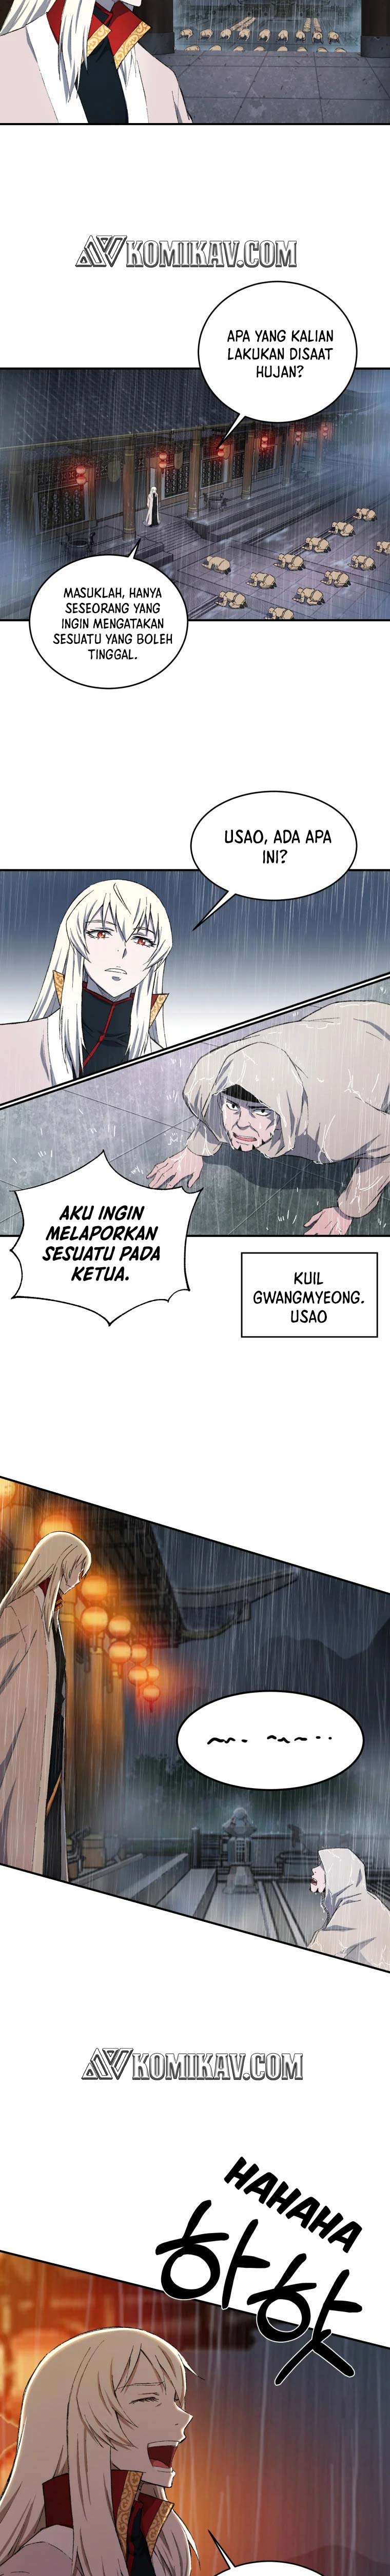 KOMIKAV.COM
APA YANG KALIAN
LAKUKAN DISAAT
HUJAN?
MASUKLAH, HANYA
SESEORANG YANG
INGIN MENGATAKAN
SESUATU YANG BOLEH
TINGGAL.
USAO, ADA APA
INI?
AKU INGIN
MELAPORKAN
SESUATU PADA
KETUA.
KUIL
GWANGMYEONG.
USAO
KOMIKAV.COM
HAHAHA
하핫